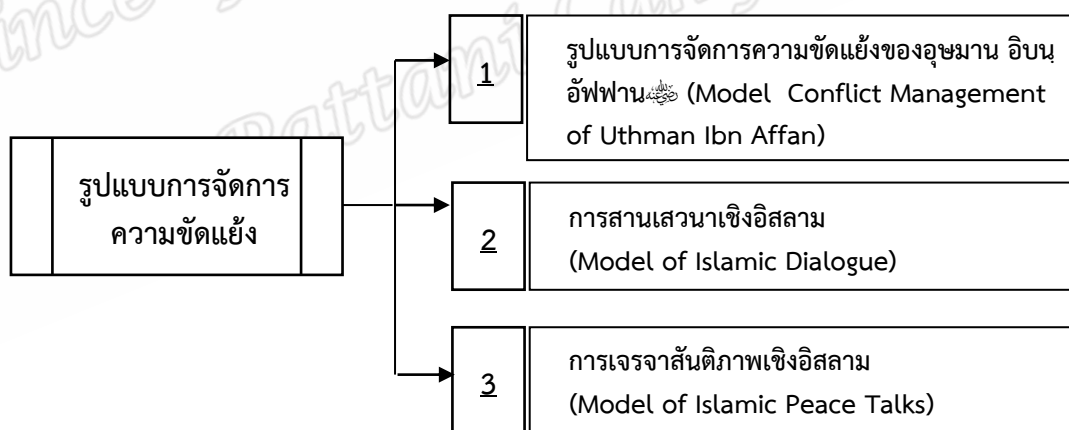 รูปแบบการจัดการ
ความขัดแย้ง
1
รูปแบบการจัดการความขัดแย้งของอุษมาน อิบนฺ
อัฟฟาน (Model Conflict Management
of Uthman Ibn Affan)
2
การสานเสวนาเชิงอิสลาม
(Model of Islamic Dialogue)
3
การเจรจาสันติภาพเชิงอิสลาม
(Model of Islamic Peace Talks)
Pattani